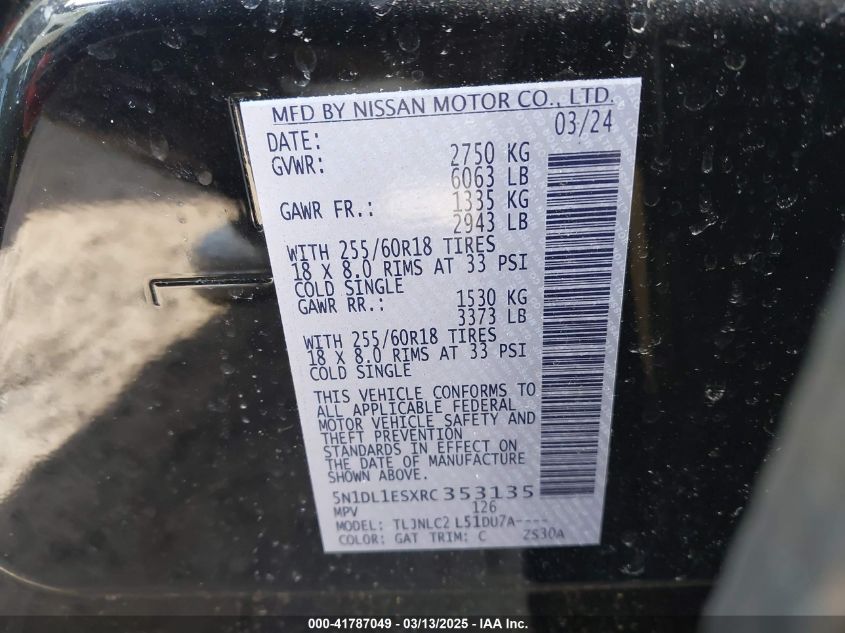 MFD BY NISSAN MOTOR CO., LTD.
DATE: 03/24
GVWR: 2750 KG
6063 LB
GAWR FR.: 1335 KG
2943 LB
WITH 255/60R18 TIRES
18 X 8.0 RIMS AT 33 PSI
COLD SINGLE
GAWR RR.: 1530 KG
3373 LB
WITH 255/60R18 TIRES
18 X 8.0 RIMS AT 33 PSI
COLD SINGLE
THIS VEHICLE CONFORMS TO
ALL APPLICABLE FEDERAL
MOTOR VEHICLE SAFETY AND
THEFT PREVENTION
STANDARDS IN EFFECT ON
THE DATE OF MANUFACTURE
SHOWN ABOVE.
5N1DL1ESXRC353135
MPV 126
MODEL: TLJNLC2 L51DU7A----
COLOR: GAT TRIM: C ZS30A
000-41787049 - 03/13/2025 - IAA Inc.